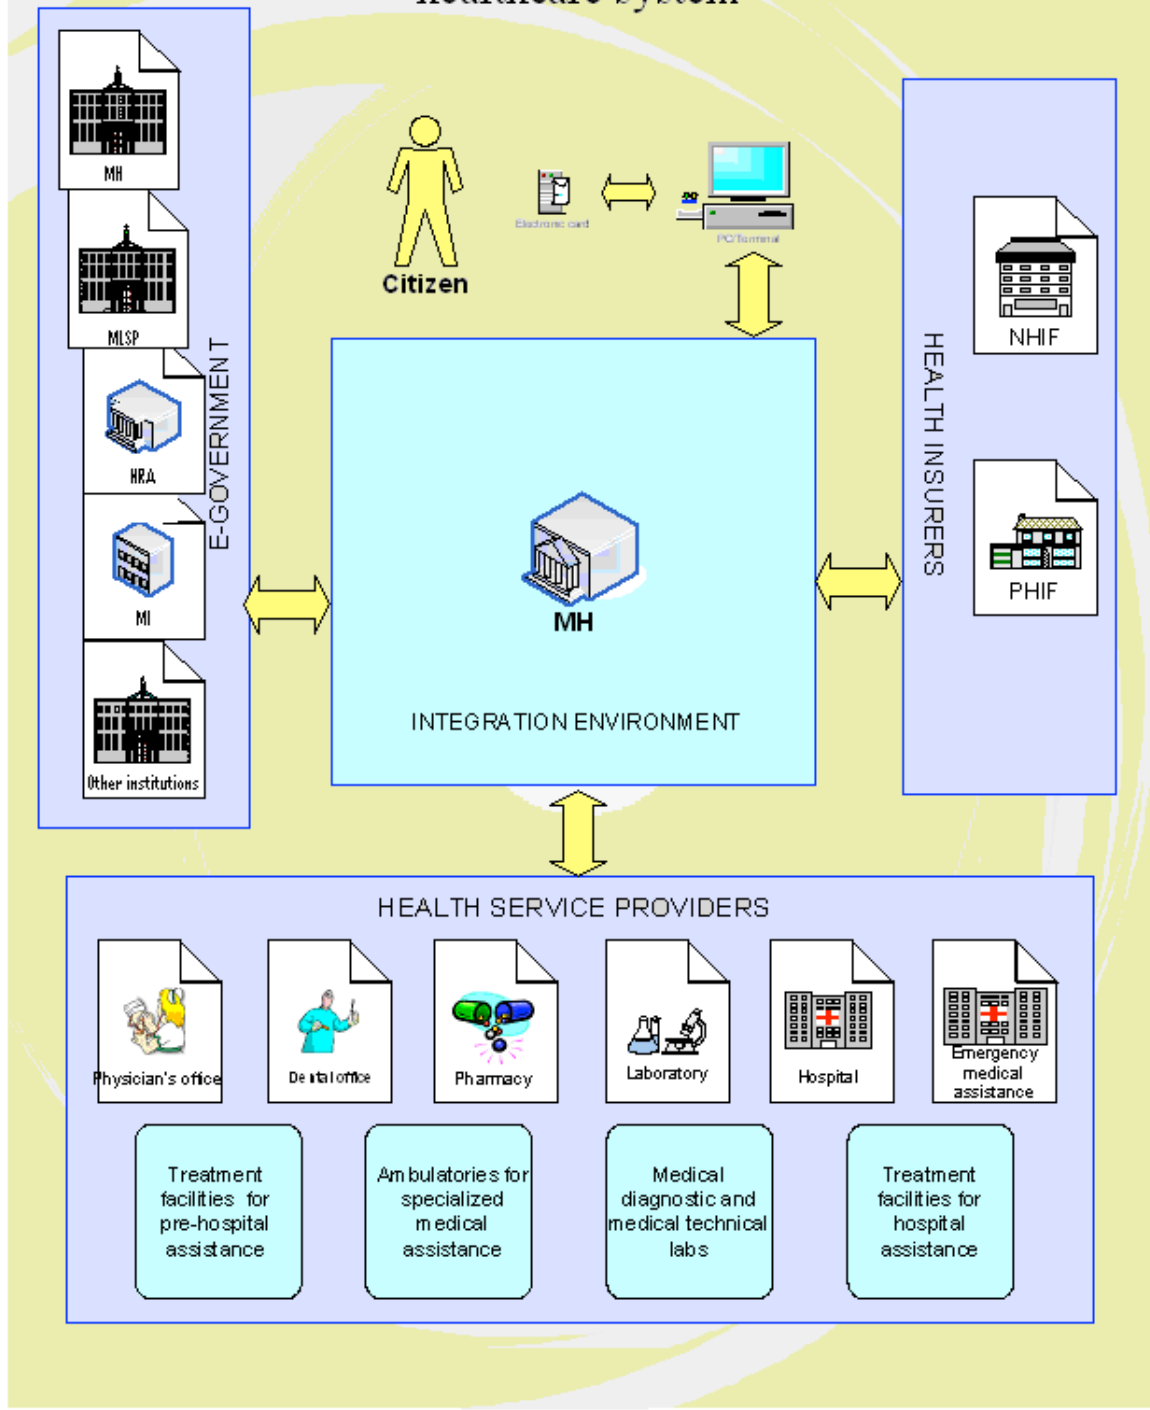 healthcare system
MH
MLSP
HRA
MI
Other institutions
E-GOVERNMENT
Citizen
Electronic card
PC/Terminal
NHIF
PHIF
HEALTH INSURERS
MH
INTEGRATION ENVIRONMENT
HEALTH SERVICE PROVIDERS
Physician's office
Dental office
Pharmacy
Laboratory
Hospital
Emergency
medical
assistance
Treatment
facilities for
pre-hospital
assistance
Ambulatories for
specialized
medical
assistance
Medical
diagnostic and
medical technical
labs
Treatment
facilities for
hospital
assistance